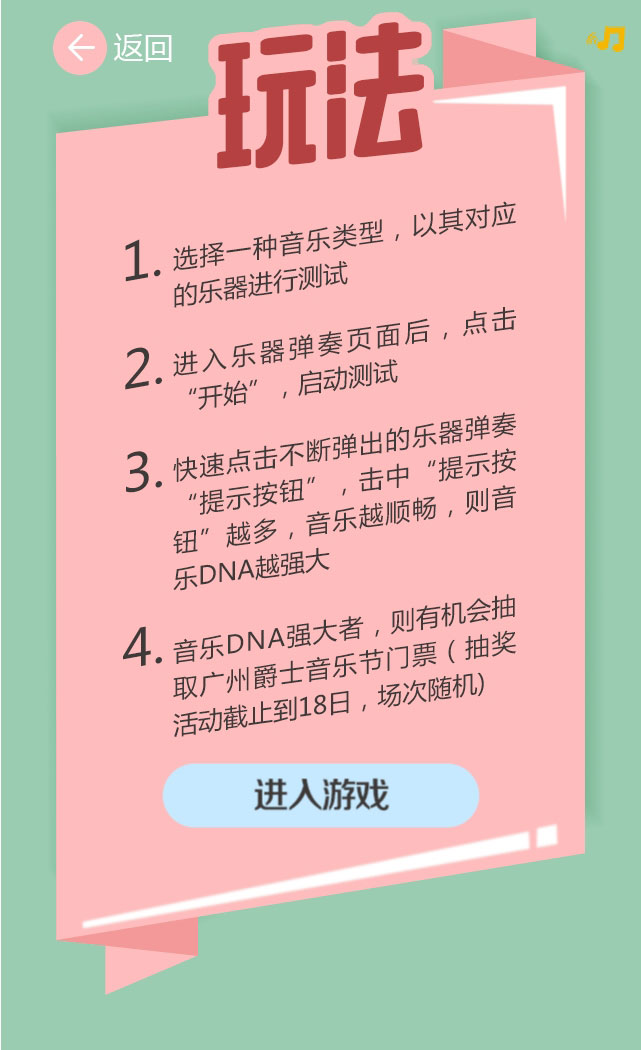 返回
玩法
1. 选择一种音乐类型，以其对应
的乐器进行测试
2. 进入乐器弹奏页面后，点击
“开始”，启动测试
3. 快速点击不断弹出的乐器弹奏
“提示按钮”，击中“提示按
钮”越多，音乐越顺畅，则音
乐DNA越强大
4. 音乐DNA强大者，则有机会抽
取广州爵士音乐节门票（抽奖
活动截止到18日，场次随机)
进入游戏